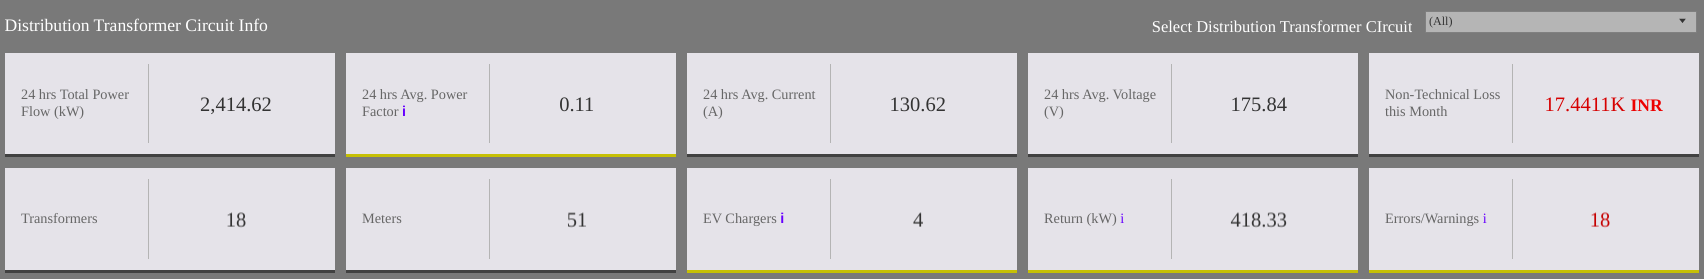 Distribution Transformer Circuit Info
Select Distribution Transformer CIrcuit
(All)
24 hrs Total Power
Flow (kW)
2,414.62
24 hrs Avg. Power
Factor i
0.11
24 hrs Avg. Current
(A)
130.62
24 hrs Avg. Voltage
(V)
175.84
Non-Technical Loss
this Month
17.4411K INR
Transformers
18
Meters
51
EV Chargers i
4
Return (kW) i
418.33
Errors/Warnings i
18